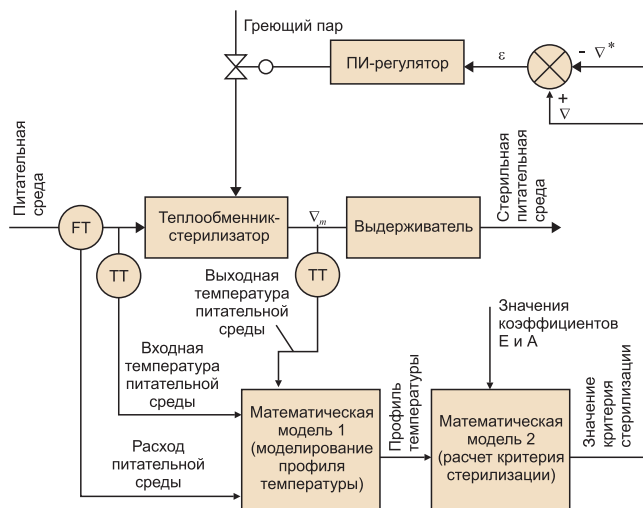 Греющий пар
ПИ-регулятор
ε
- ∇*
+
∇
Питательная
среда
FT
TT
Теплообменник-
стерилизатор
∇m
Выдерживатель
Стерильная
питательная
среда
TT
Выходная
температура
питательной
среды
Входная
температура
питательной
среды
Расход
питательной
среды
Математическая
модель 1
(моделирование
профиля
температуры)
Профиль
температуры
Значения
коэффициентов
Е и А
Математическая
модель 2
(расчет критерия
стерилизации)
Значение
критерия
стерилизации